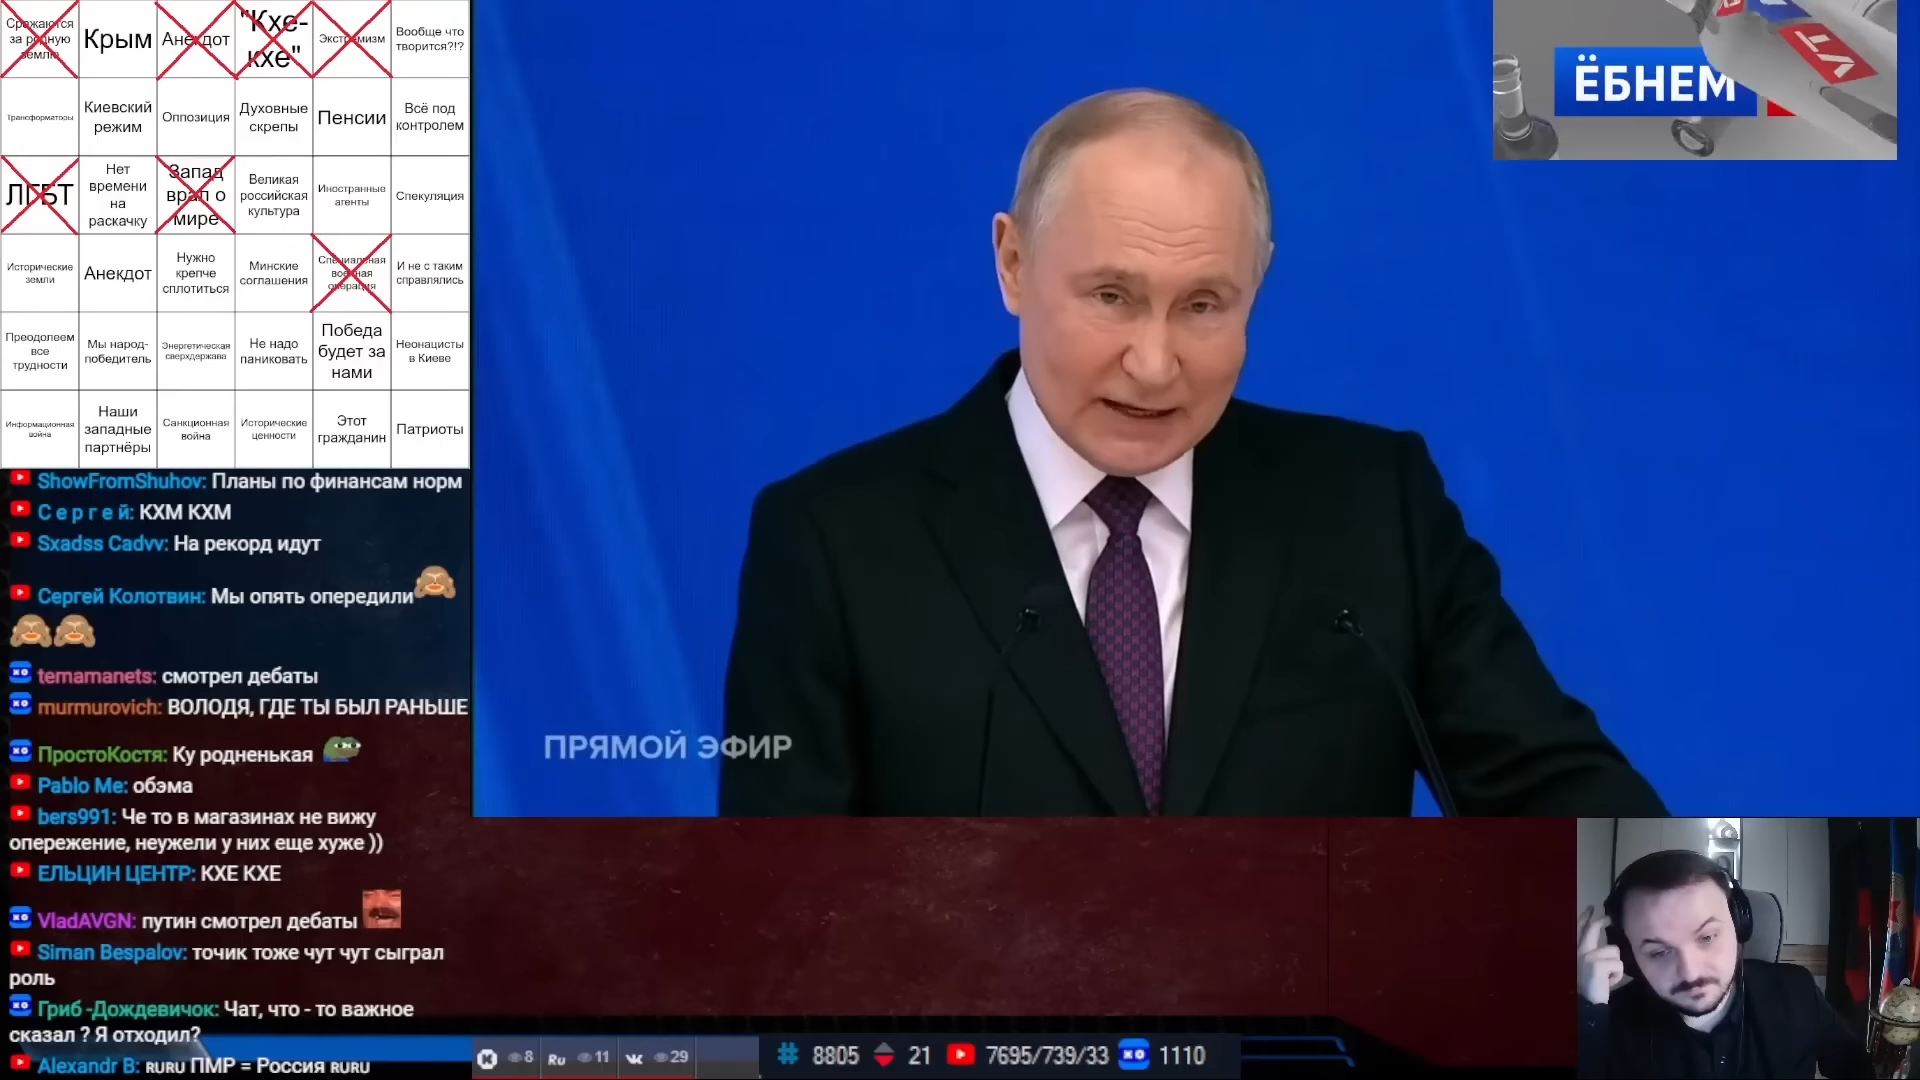 Сражаются
за родную
землю
Крым
Анекдот
"Кхе-
кхе"
Экстремизм
Вообще что
творится?!?
Трансформаторы
Киевский
режим
Оппозиция
Духовные
скрепы
Пенсии
Всё под
контролем
ЛГБТ
Нет
времени
на
раскачку
Запад
врал о
мире
Великая
российская
культура
Иностранные
агенты
Спекуляция
Исторические
земли
Анекдот
Нужно
крепче
сплотиться
Минские
соглашения
Специальная
военная
операция
И не с таким
справлялись
Преодолеем
все
трудности
Мы народ-
победитель
Энергетическая
сверхдержава
Не надо
паниковать
Победа
будет за
нами
Неонацисты
в Киеве
Информационная
война
Наши
западные
партнёры
Санкционная
война
Исторические
ценности
Этот
гражданин
Патриоты
ЁБНЕМ
ПРЯМОЙ ЭФИР
ShowFromShuhov: Планы по финансам норм
С е р г е й: КХМ КХМ
Sxadss Cadvv: На рекорд идут
Сергей Колотвин: Мы опять опередили
temamanets: смотрел дебаты
murmurovich: ВОЛОДЯ, ГДЕ ТЫ БЫЛ РАНЬШЕ
ПростоКостя: Ку родненькая
Pablo Me: обэма
bers991: Че то в магазинах не вижу
опережение, неужели у них еще хуже ))
ЕЛЬЦИН ЦЕНТР: КХЕ КХЕ
VladAVGN: путин смотрел дебаты
Siman Bespalov: точик тоже чут чут сыграл
роль
Гриб -Дождевичок: Чат, что - то важное
сказал ? Я отходил?
Alexandr B: RURU ПМР = Россия RURU
8 Ru 11 29 # 8805 21 7695/739/33 1110